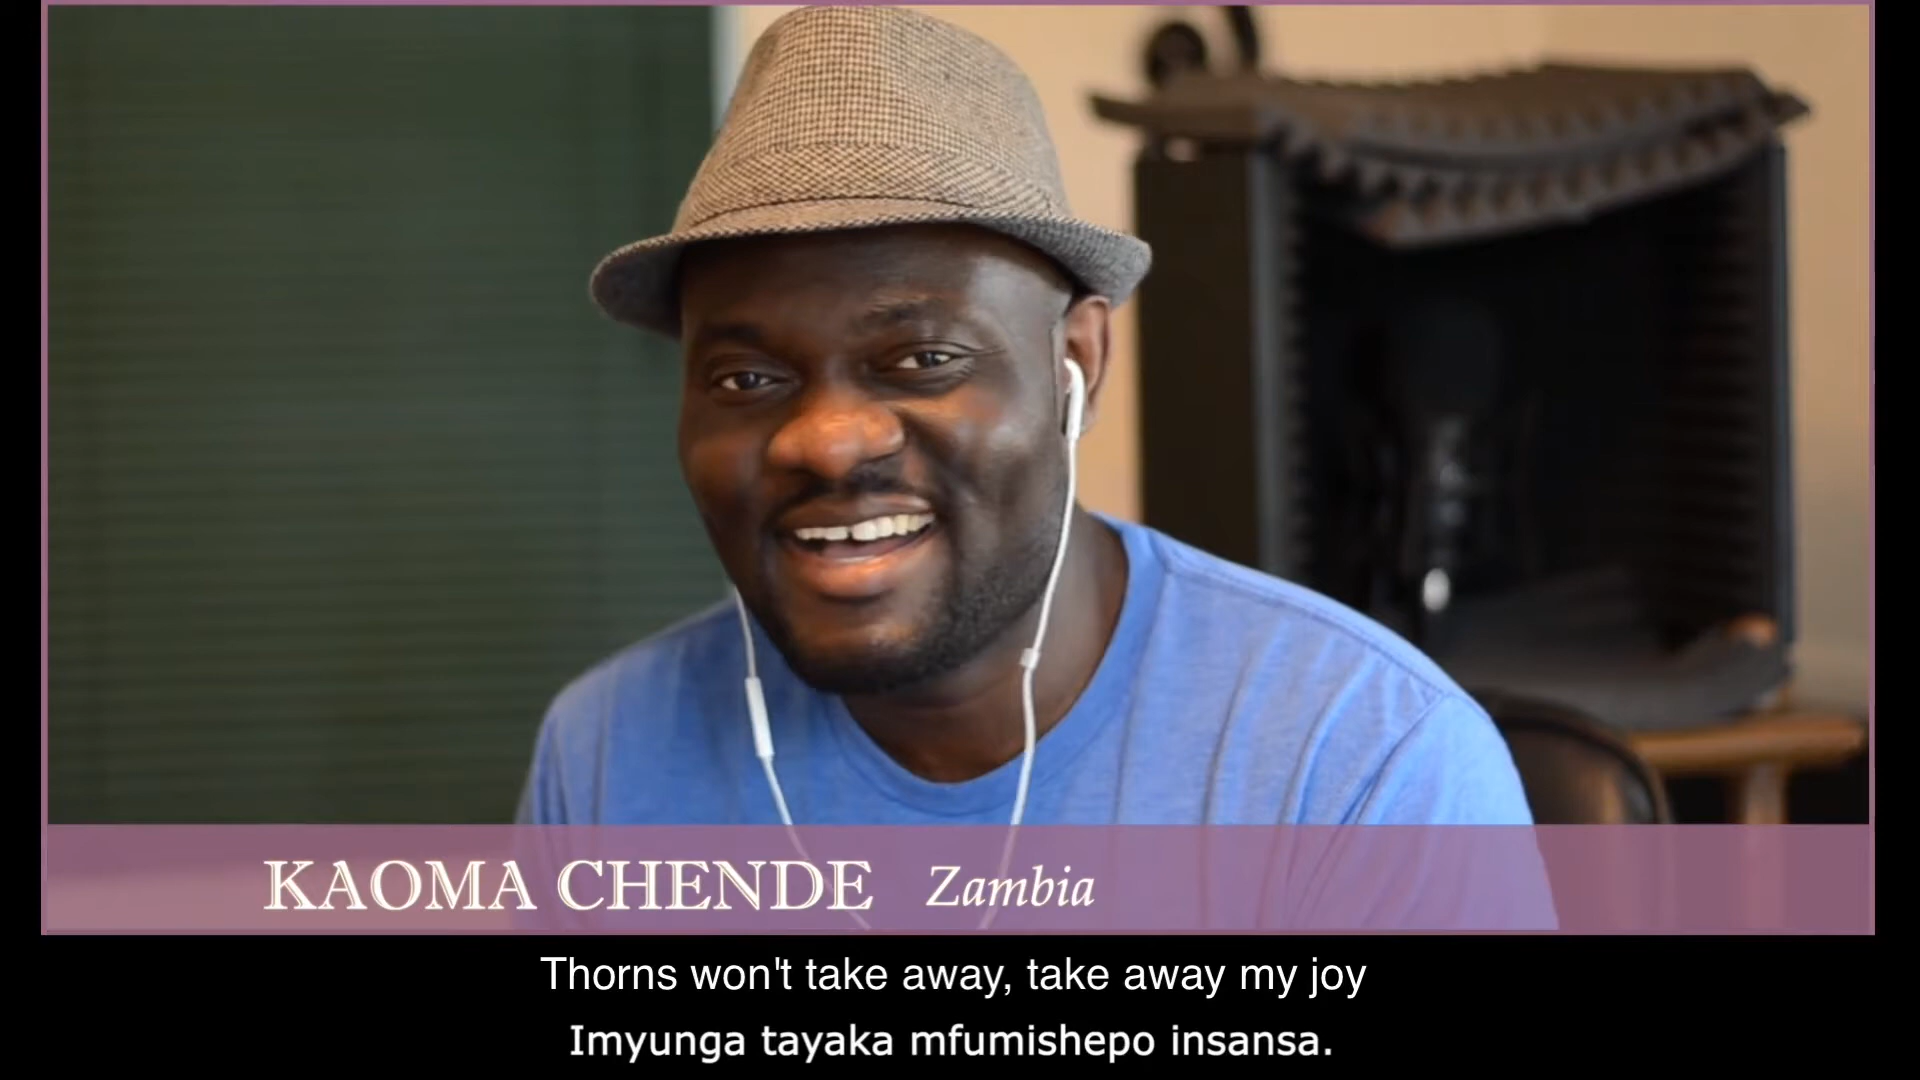 KAOMA CHENDE Zambia
Thorns won't take away, take away my joy
Imyunga tayaka mfumishepo insansa.